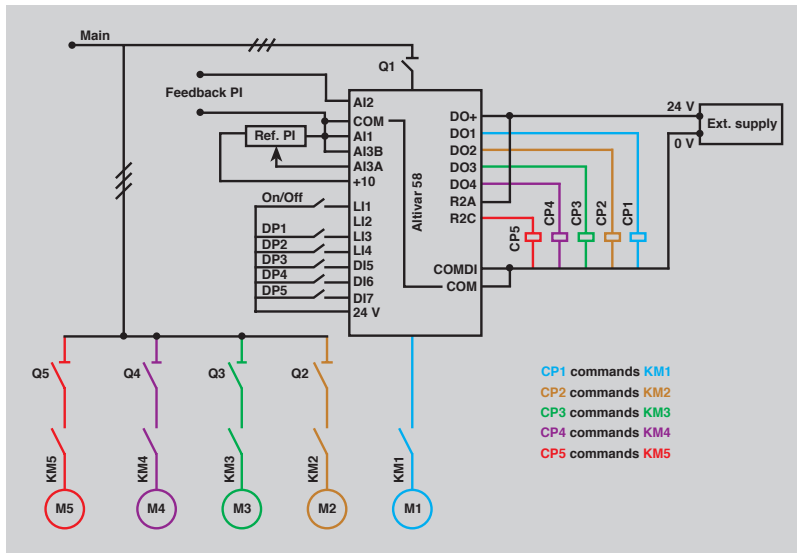 Main
Q1
Feedback PI
Ref. PI
AI2
COM
AI1
AI3B
AI3A
+10
On/Off
LI1
LI2
DP1
LI3
DP2
LI4
DP3
DI5
DP4
DI6
DP5
DI7
24 V
Altivar 58
DO+
DO1
DO2
DO3
DO4
R2A
R2C
COMDI
COM
CP5
CP4
CP3
CP2
CP1
24 V
0 V
Ext. supply
Q5
Q4
Q3
Q2
KM5
KM4
KM3
KM2
KM1
M5
M4
M3
M2
M1
CP1 commands KM1
CP2 commands KM2
CP3 commands KM3
CP4 commands KM4
CP5 commands KM5